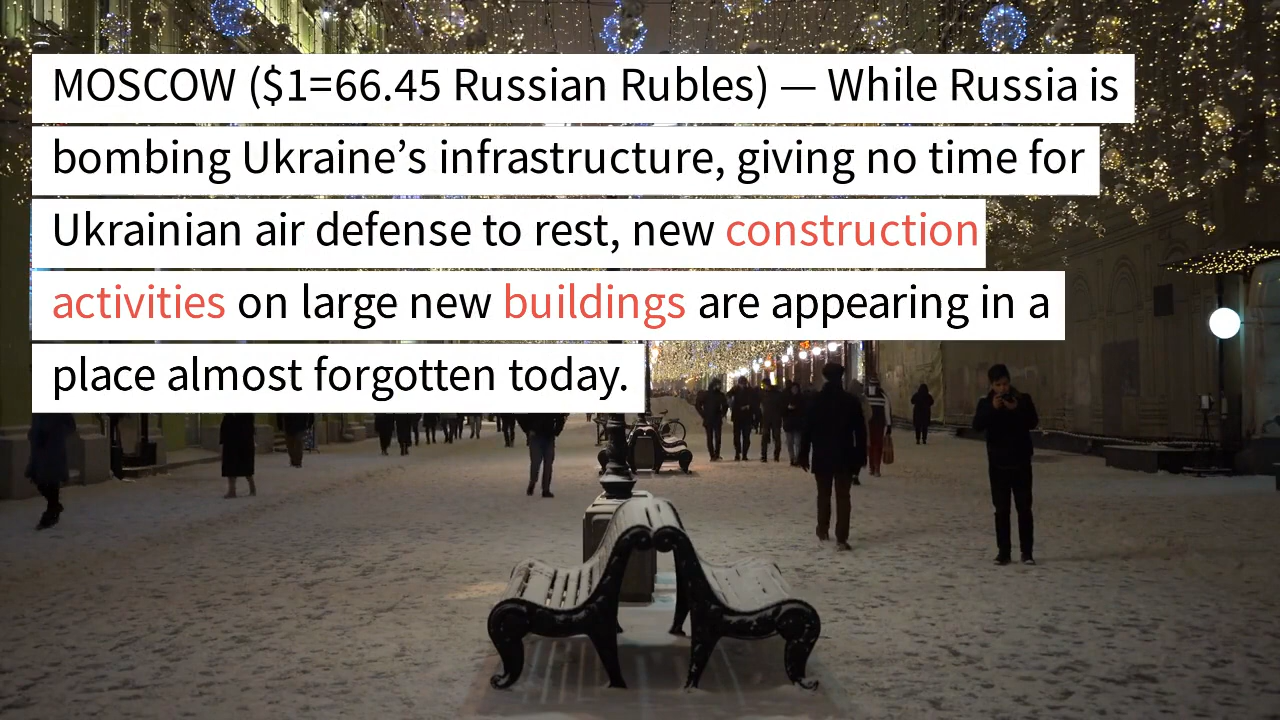 MOSCOW ($1=66.45 Russian Rubles) — While Russia is
bombing Ukraine’s infrastructure, giving no time for
Ukrainian air defense to rest, new construction
activities on large new buildings are appearing in a
place almost forgotten today.